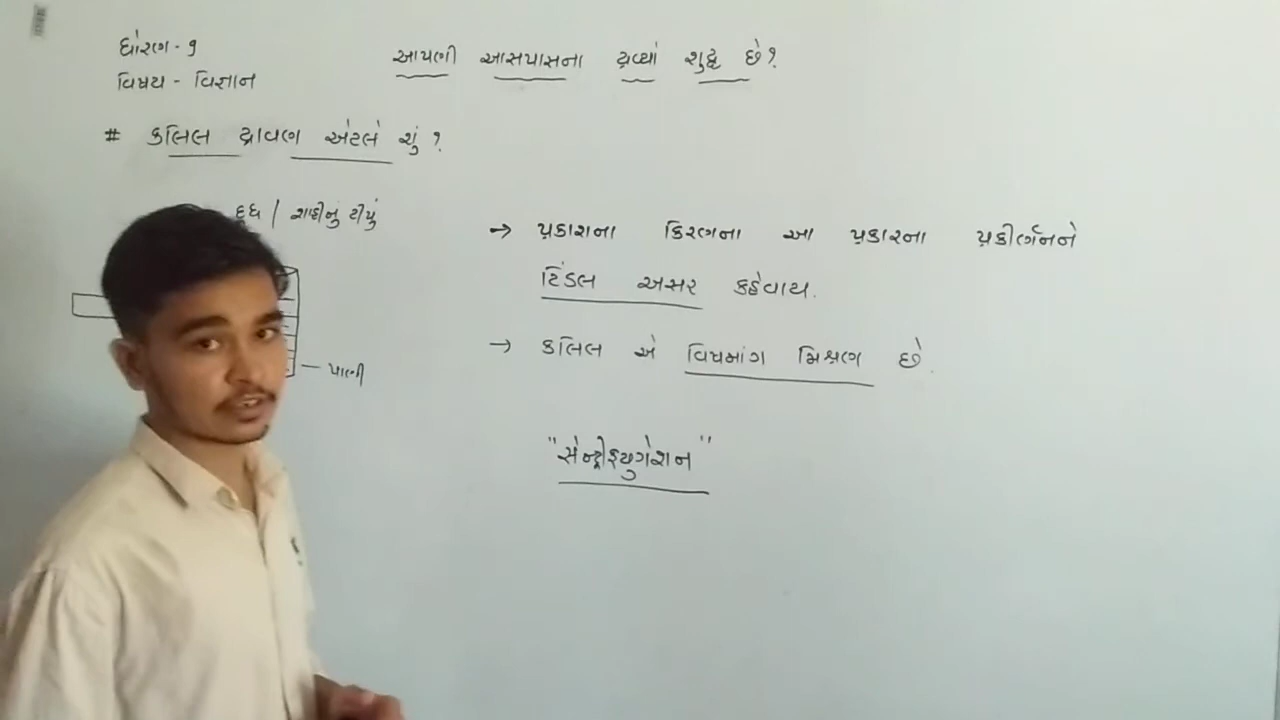 ધોરણ - ૧
વિષય - વિજ્ઞાન
આપણી આસપાસના દ્રવ્યો શુદ્ધ છે?
# કલિલ દ્રાવણ એટલે શું?
દૂધ / શાહીનું ટીપું
પાણી
→ પ્રકાશના કિરણના આ પ્રકારના પ્રકીર્ણનને
ટિંડલ અસર કહેવાય.
→ કલિલ એ વિષમાંગ મિશ્રણ છે.
"સેન્ટ્રીફ્યુગેશન"